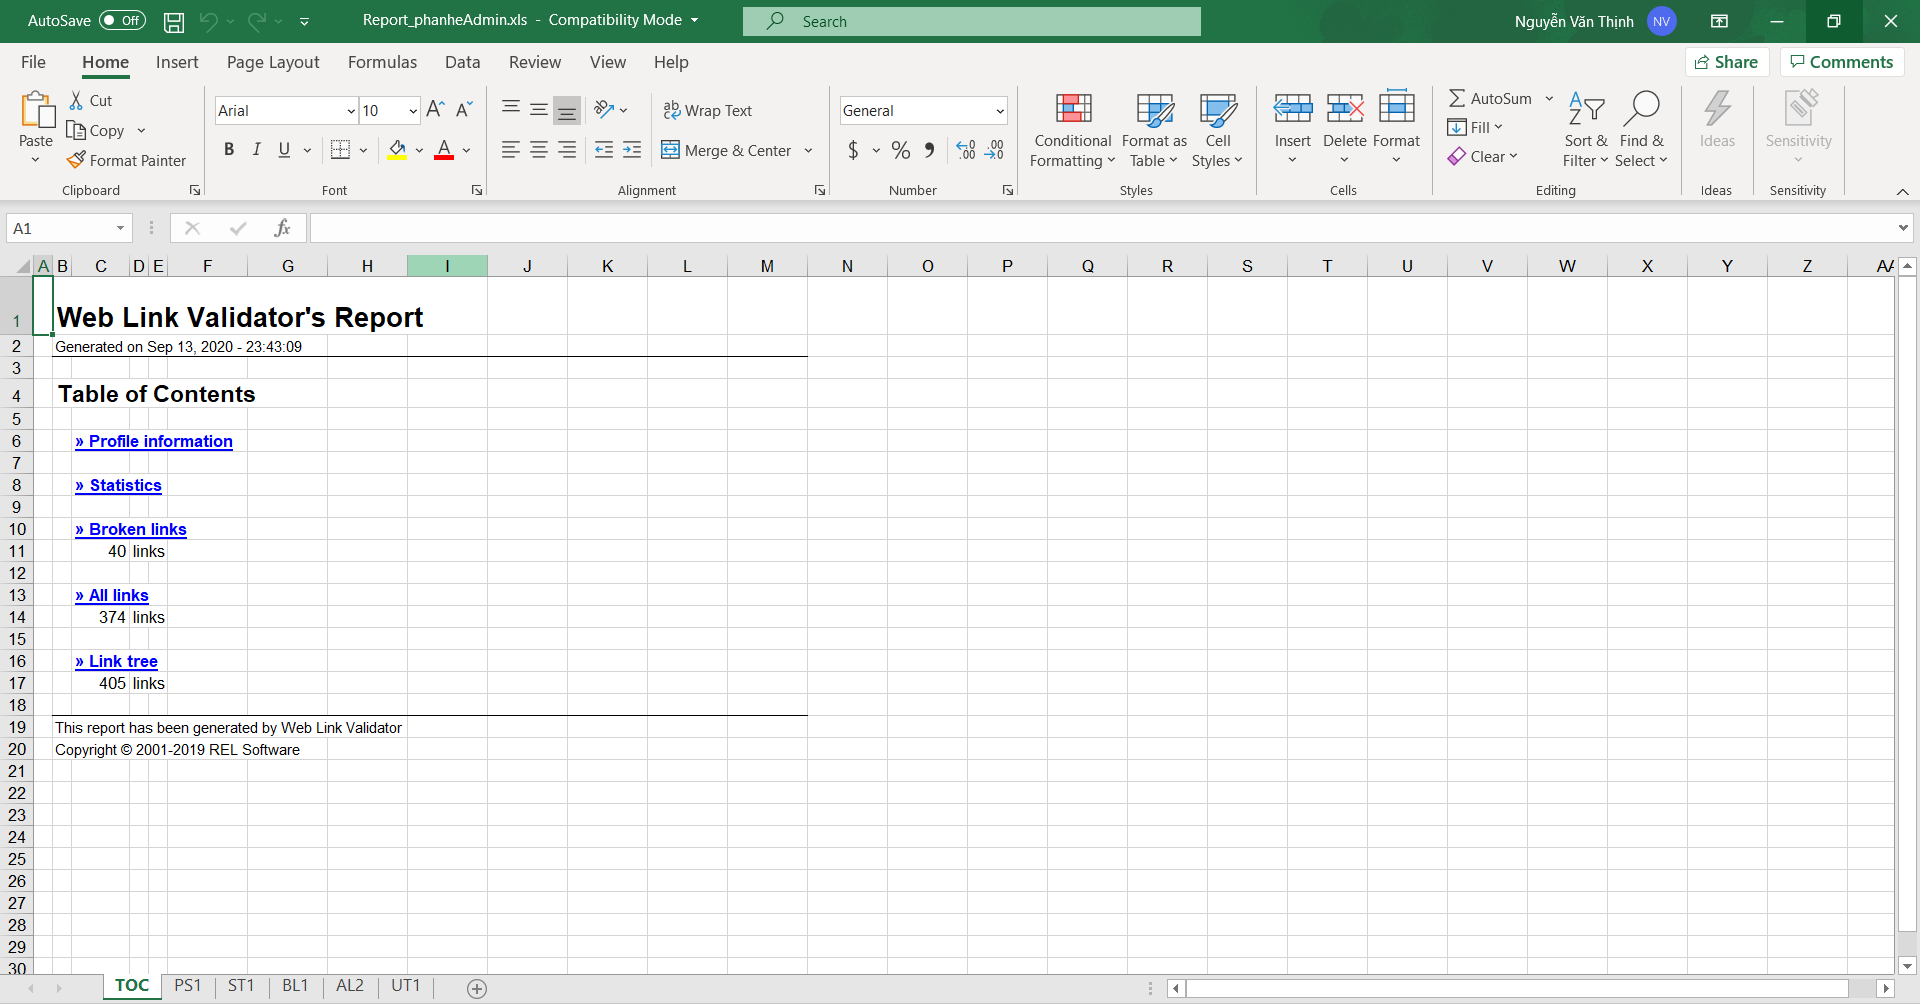 AutoSave Off Report_phanheAdmin.xls - Compatibility Mode Search Nguyễn Văn Thịnh NV
File Home Insert Page Layout Formulas Data Review View Help Share Comments
Paste
Cut
Copy
Format Painter
Clipboard
Arial 10
B I U A
Font
ab Wrap Text
Merge & Center
Alignment
General
$ % 9 .00 .00
Number
Conditional Formatting
Format as Table
Cell Styles
Styles
Insert Delete Format
Cells
AutoSum
Fill
Clear
Sort & Filter
Find & Select
Editing
Ideas
Ideas
Sensitivity
Sensitivity
A1 fx
A B C D E F G H I J K L M N O P Q R S T U V W X Y Z AA
1 Web Link Validator's Report
2 Generated on Sep 13, 2020 - 23:43:09
3
4 Table of Contents
5
6 » Profile information
7
8 » Statistics
9
10 » Broken links
11 40 links
12
13 » All links
14 374 links
15
16 » Link tree
17 405 links
18
19 This report has been generated by Web Link Validator
20 Copyright © 2001-2019 REL Software
21
22
23
24
25
26
27
28
29
30
TOC PS1 ST1 BL1 AL2 UT1